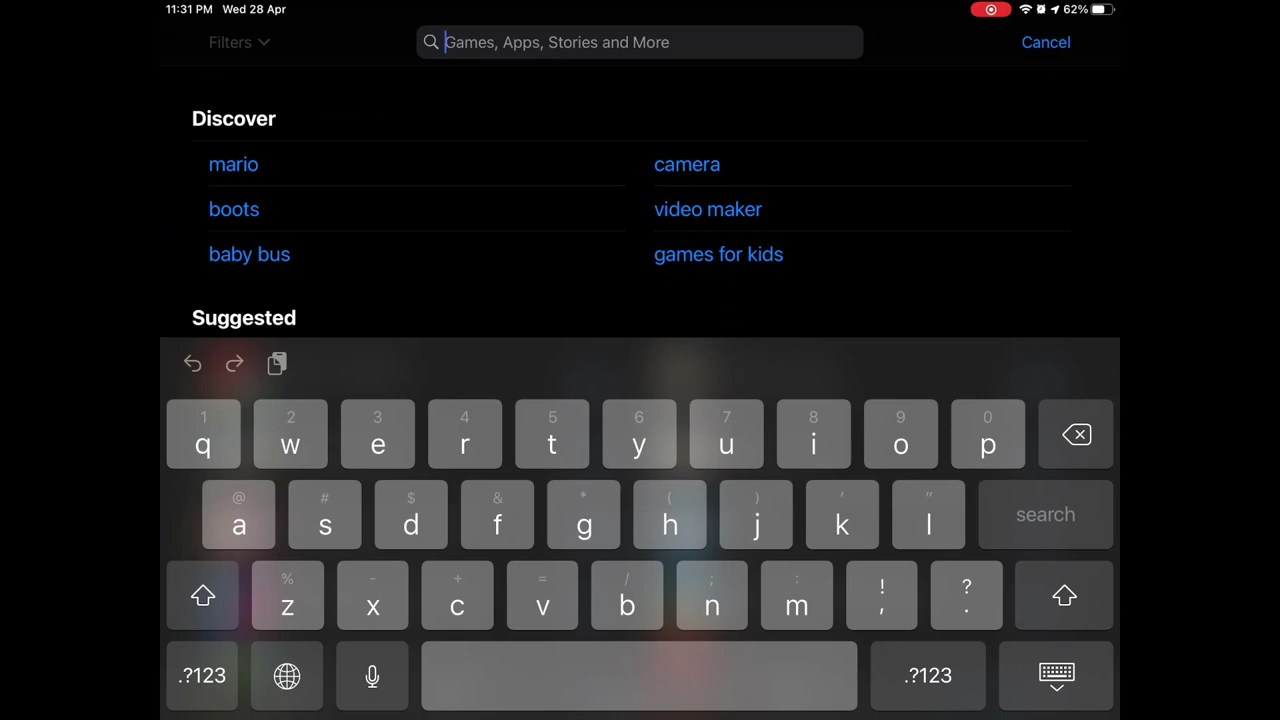 11:31 PM Wed 28 Apr 62%
Filters Games, Apps, Stories and More Cancel
Discover
mario camera
boots video maker
baby bus games for kids
Suggested
1 2 3 4 5 6 7 8 9 0
q w e r t y u i o p
@ # $ & * ( ) ' "
a s d f g h j k l search
% - + = / ; : ! ?
z x c v b n m , .
.?123 .?123